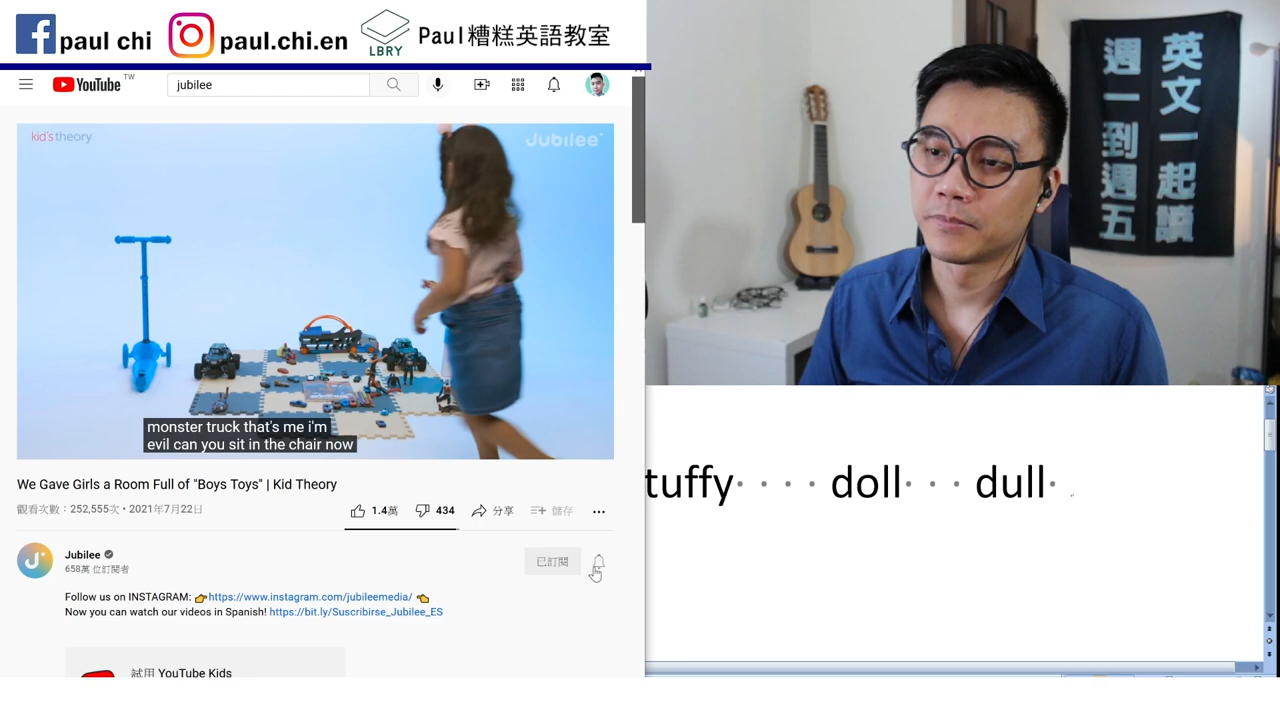 paul chi
paul.chi.en
LBRY
Paul糟糕英語教室
YouTube TW
jubilee
kid's theory
Jubilee
monster truck that's me i'm
evil can you sit in the chair now
We Gave Girls a Room Full of "Boys Toys" | Kid Theory
觀看次數：252,555次 • 2021年7月22日
1.4萬
434
分享
儲存
Jubilee
658萬 位訂閱者
已訂閱
Follow us on INSTAGRAM: 👉https://www.instagram.com/jubileemedia/ 👈
Now you can watch our videos in Spanish! https://bit.ly/Suscribirse_Jubilee_ES
試用 YouTube Kids
英文一起讀
週一到週五
tuffy
doll
dull